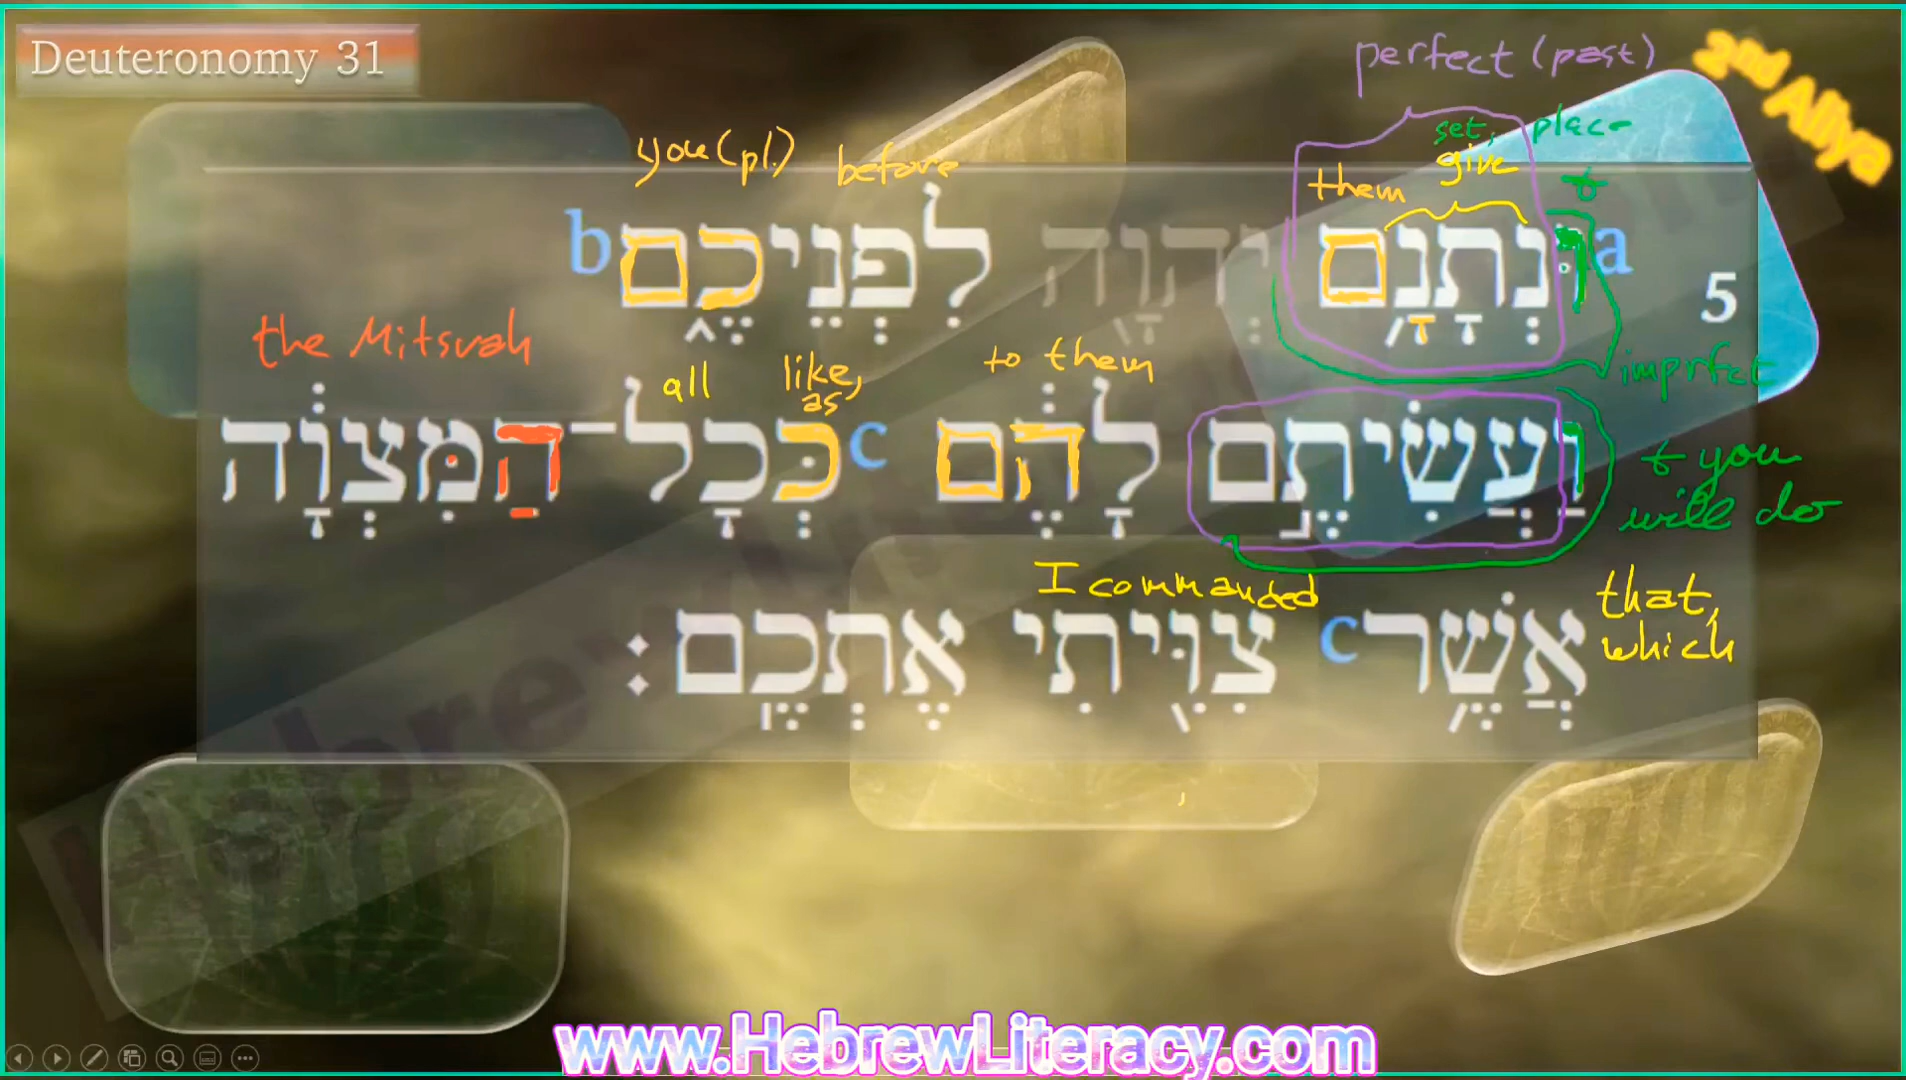 Deuteronomy 31
perfect (past)
2nd Aliya
set, place
you (pl.) before
them give
&
a וּנְתָנָ֥ם יְהוָ֖ה לִפְנֵיכֶ֑ם b
5
imprfct
the Mitsvah
all like, as
to them
וַעֲשִׂיתֶ֣ם לָהֶ֔ם c כְּכָל־הַמִּצְוָ֔ה
& you will do
I commanded
that, which
אֲשֶׁ֥ר c צִוִּ֖יתִי אֶתְכֶֽם׃
www.HebrewLiteracy.com